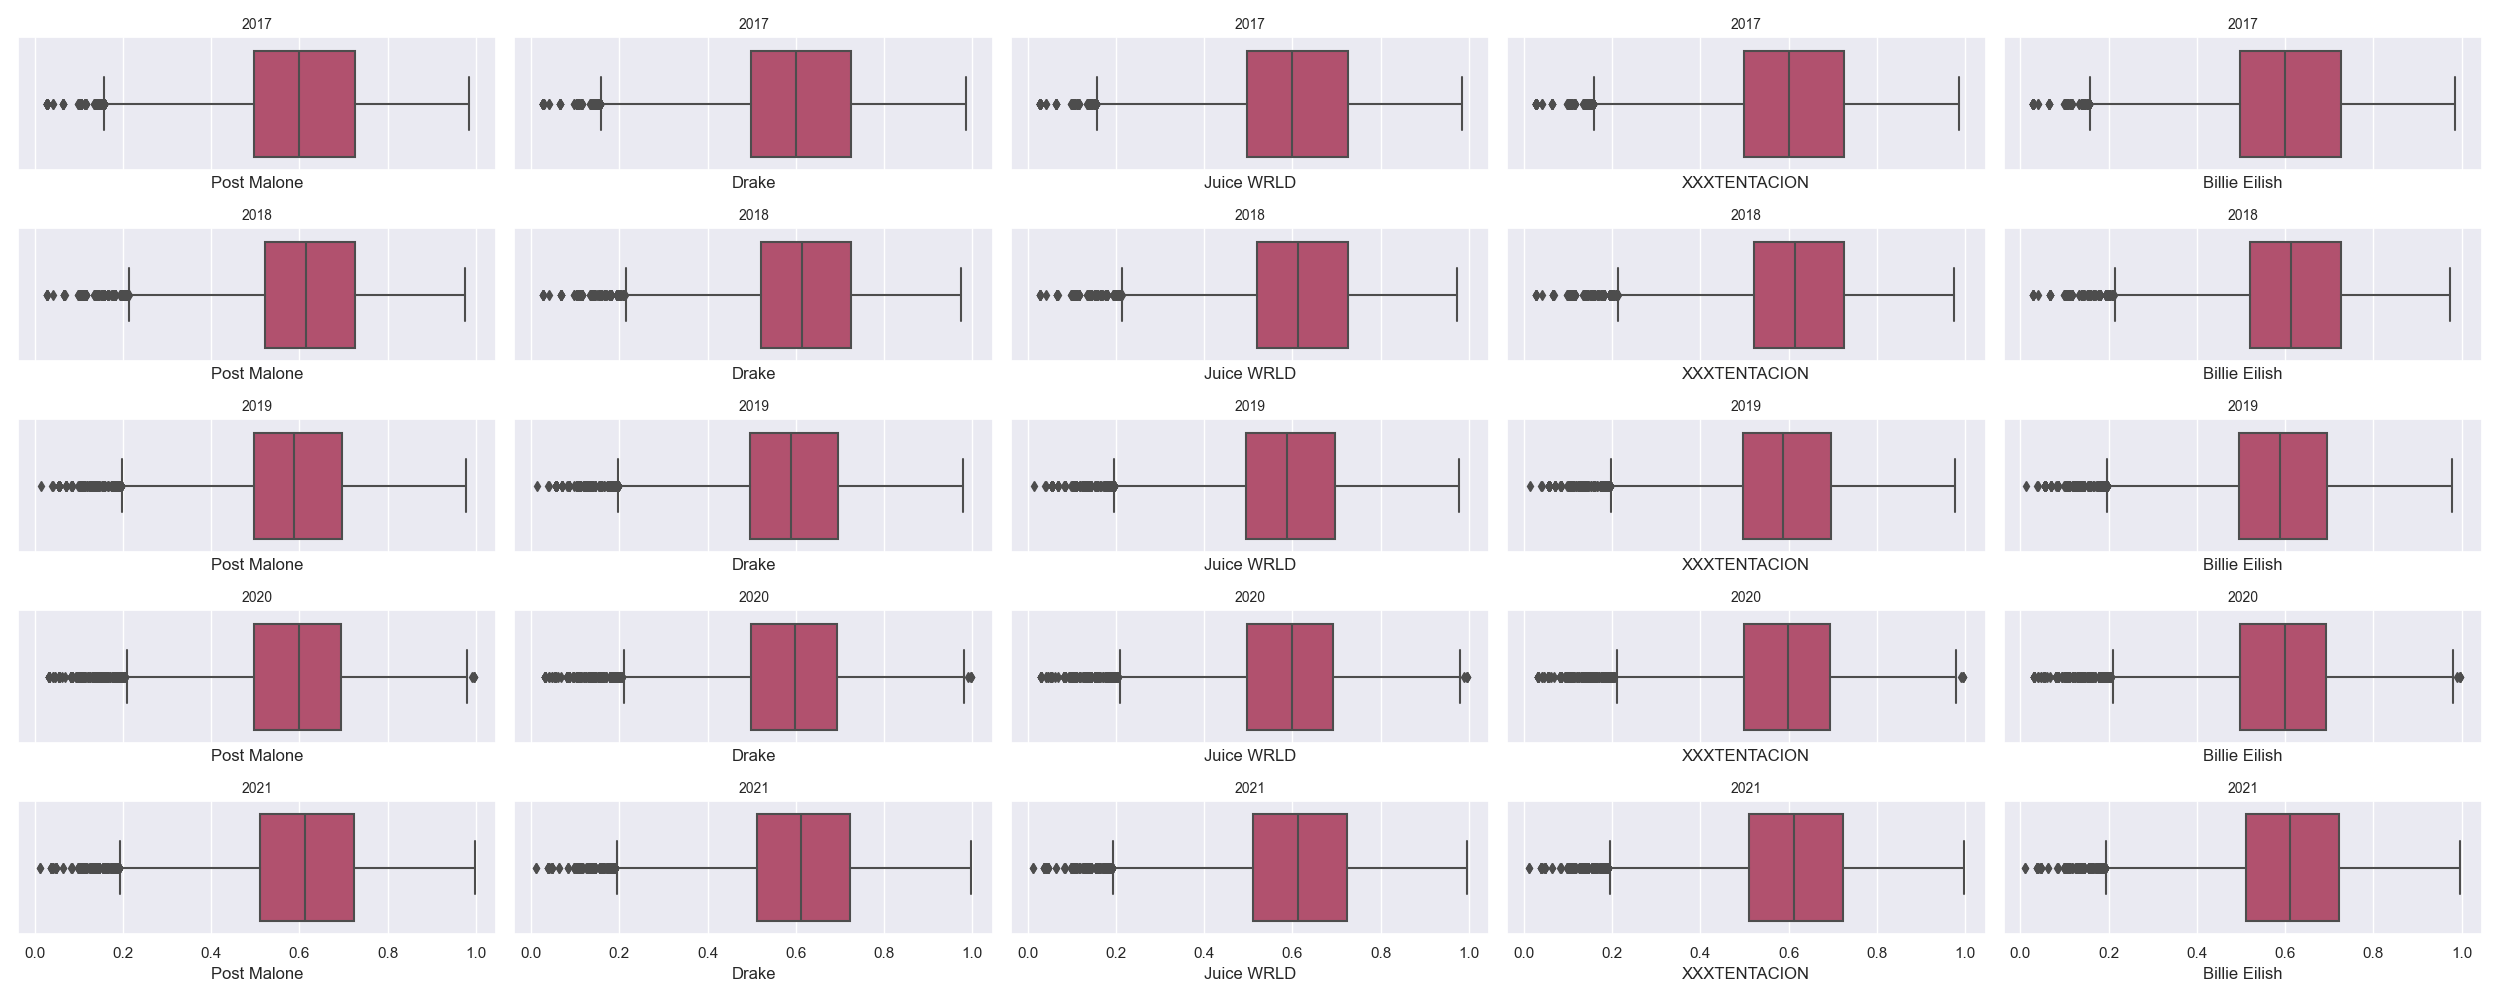 2017 2017 2017 2017 2017
Post Malone Drake Juice WRLD XXXTENTACION Billie Eilish
2018 2018 2018 2018 2018
Post Malone Drake Juice WRLD XXXTENTACION Billie Eilish
2019 2019 2019 2019 2019
Post Malone Drake Juice WRLD XXXTENTACION Billie Eilish
2020 2020 2020 2020 2020
Post Malone Drake Juice WRLD XXXTENTACION Billie Eilish
2021 2021 2021 2021 2021
0.0 0.2 0.4 0.6 0.8 1.0 0.0 0.2 0.4 0.6 0.8 1.0 0.0 0.2 0.4 0.6 0.8 1.0 0.0 0.2 0.4 0.6 0.8 1.0 0.0 0.2 0.4 0.6 0.8 1.0
Post Malone Drake Juice WRLD XXXTENTACION Billie Eilish